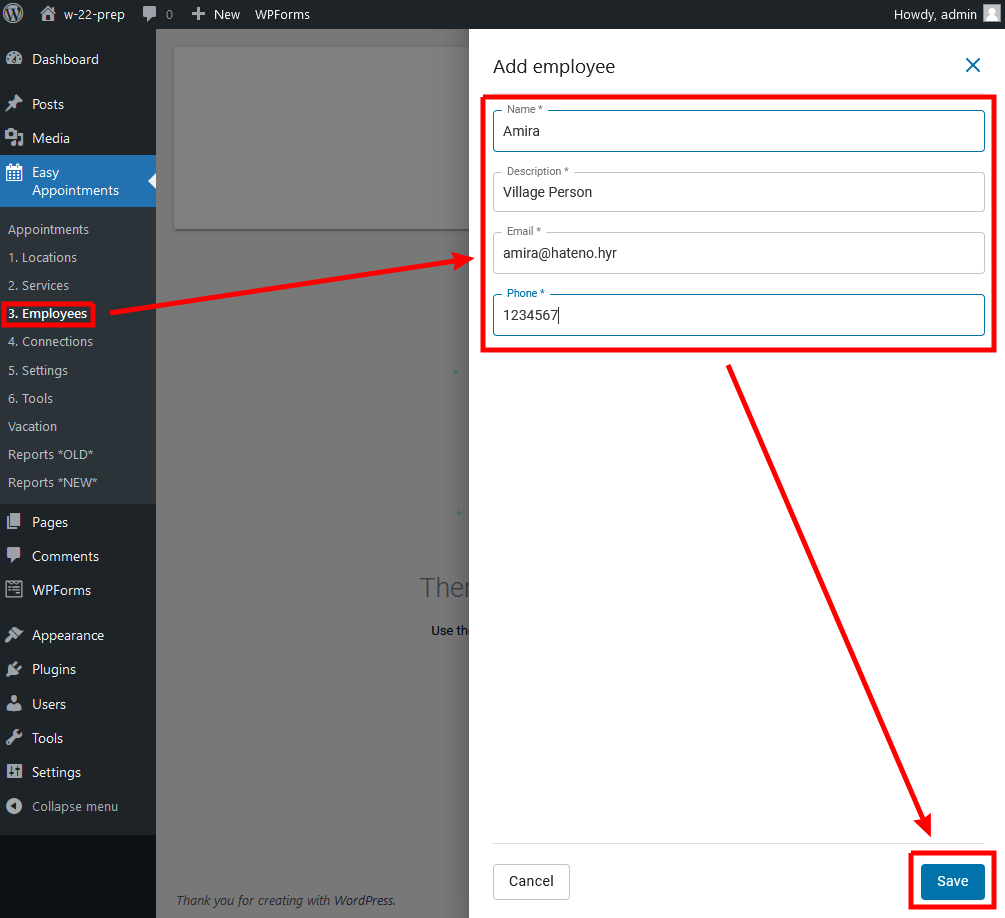 w-22-prep 0 New WPForms Howdy, admin
Dashboard
Posts
Media
Easy
Appointments
Appointments
1. Locations
2. Services
3. Employees
4. Connections
5. Settings
6. Tools
Vacation
Reports *OLD*
Reports *NEW*
Pages
Comments
WPForms
Appearance
Plugins
Users
Tools
Settings
Collapse menu
Ther
Use the
Thank you for creating with WordPress.
Add employee
Name *
Amira
Description *
Village Person
Email *
amira@hateno.hyr
Phone *
1234567
Cancel Save